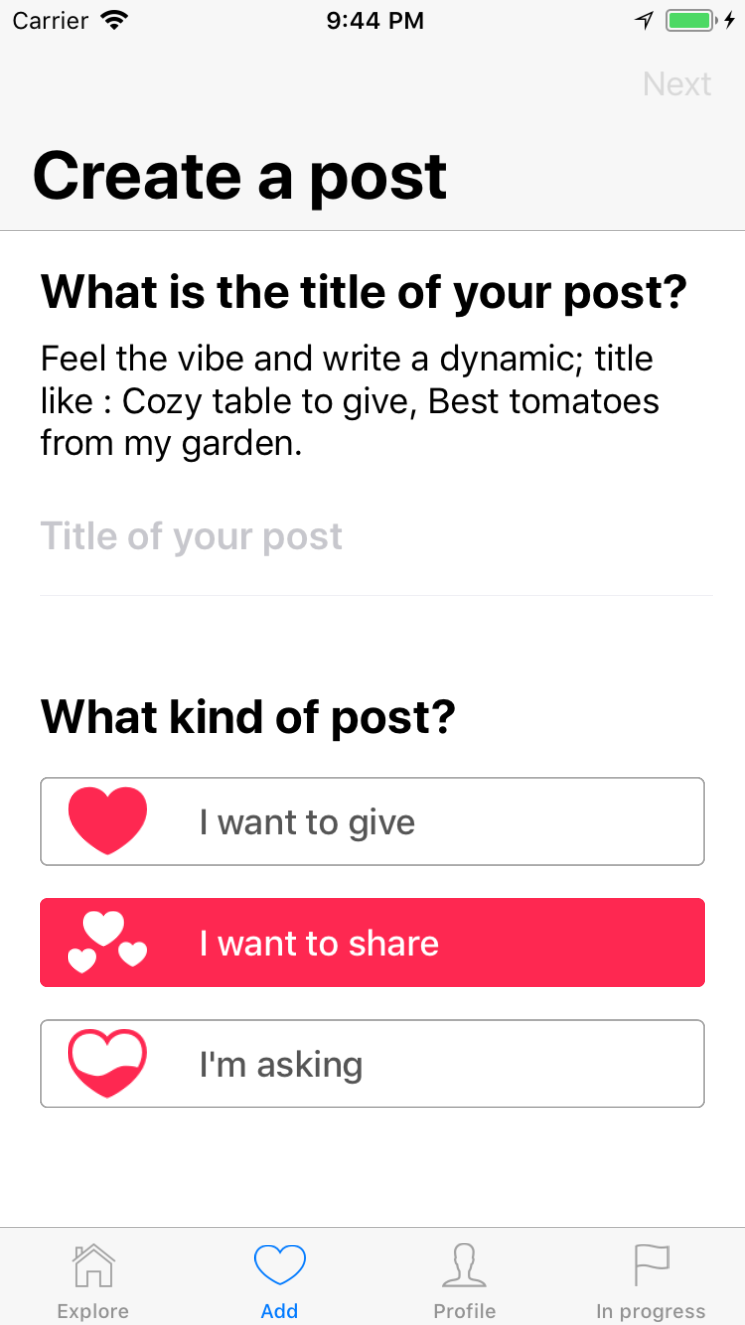 Carrier 9:44 PM
Next
Create a post
What is the title of your post?
Feel the vibe and write a dynamic; title
like : Cozy table to give, Best tomatoes
from my garden.
Title of your post
What kind of post?
I want to give
I want to share
I'm asking
Explore Add Profile In progress